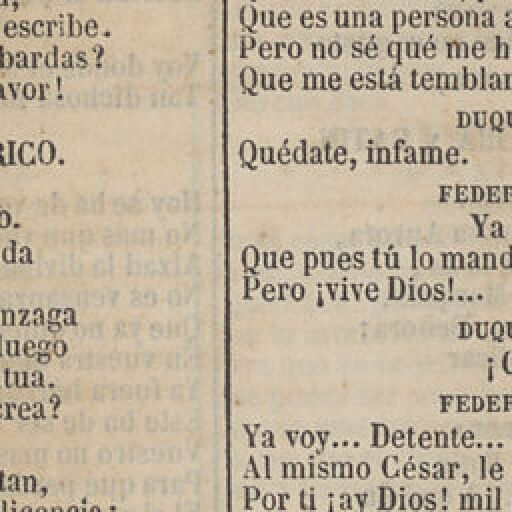 escribe.
bardas?
avor!
RICO.
o.
da
nzaga
luego
tua.
crea?
dan,
Que es una persona a
Pero no sé qué me h
Que me está temblan
DUQU
Quédate, infame.
FEDER
Ya
Que pues tú lo mand
Pero ¡vive Dios!...
DUQU
¡C
FEDER
Ya voy... Detente...
Al mismo César, le
Por ti ¡ay Dios! mil